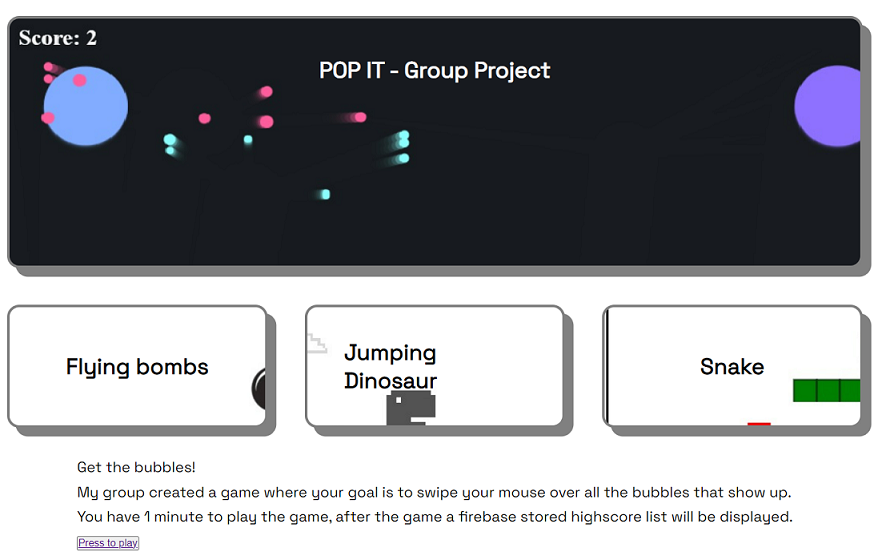 Score: 2
POP IT - Group Project
Flying bombs
Jumping
Dinosaur
Snake
Get the bubbles!
My group created a game where your goal is to swipe your mouse over all the bubbles that show up.
You have 1 minute to play the game, after the game a firebase stored highscore list will be displayed.
Press to play